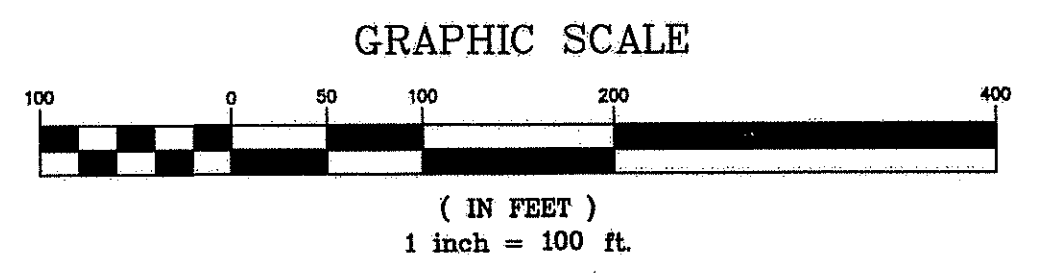 GRAPHIC SCALE
100 0 50 100 200 400
( IN FEET )
1 inch = 100 ft.